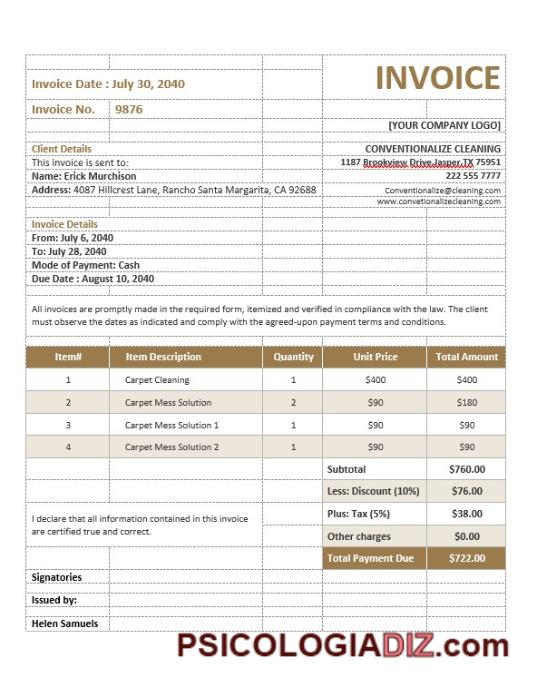 INVOICE
Invoice Date : July 30, 2040
Invoice No. 9876
[YOUR COMPANY LOGO]
Client Details CONVENTIONALIZE CLEANING
This invoice is sent to: 1187 Brookview Drive,Jasper,TX 75951
Name: Erick Murchison 222 555 7777
Address: 4087 Hillcrest Lane, Rancho Santa Margarita, CA 92688 Conventionalize@cleaning.com
www.convetionalizecleaning.com
Invoice Details
From: July 6, 2040
To: July 28, 2040
Mode of Payment: Cash
Due Date : August 10, 2040
All invoices are promptly made in the required form, itemized and verified in compliance with the law. The client
must observe the dates as indicated and comply with the agreed-upon payment terms and conditions.
Item# Item Description Quantity Unit Price Total Amount
1 Carpet Cleaning 1 $400 $400
2 Carpet Mess Solution 2 $90 $180
3 Carpet Mess Solution 1 1 $90 $90
4 Carpet Mess Solution 2 1 $90 $90
Subtotal $760.00
Less: Discount (10%) $76.00
Plus: Tax (5%) $38.00
I declare that all information contained in this invoice
are certified true and correct.
Other charges $0.00
Total Payment Due $722.00
Signatories
Issued by:
Helen Samuels
PSICOLOGIADIZ.com